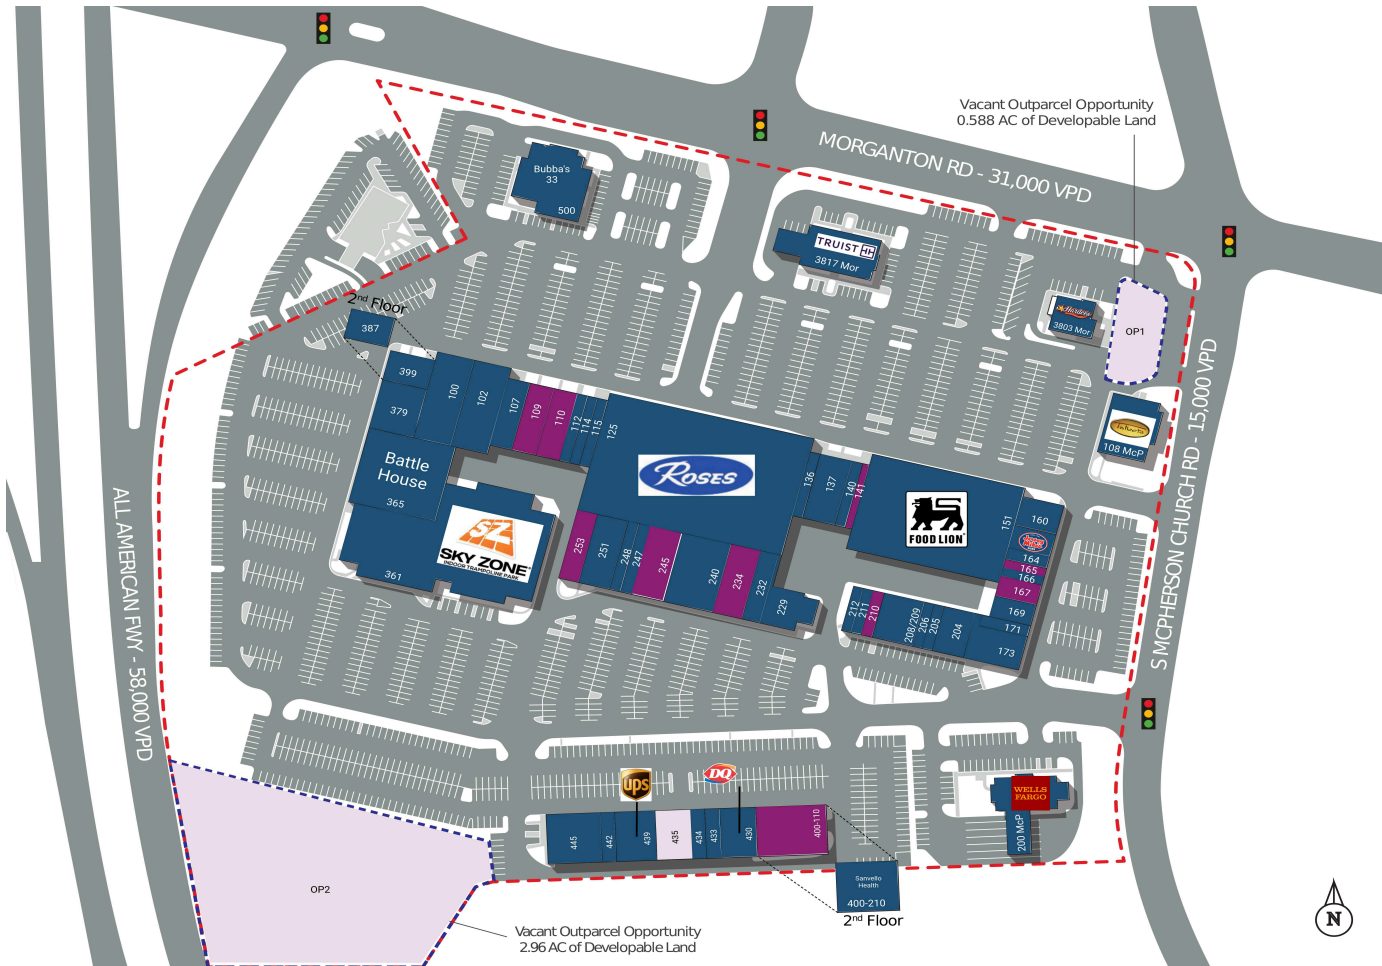 Vacant Outparcel Opportunity
0.588 AC of Developable Land
MORGANTON RD - 31,000 VPD
Bubba's
33
500
TRUIST
3817 Mor
Hardee's
3803 Mor
OP1
2nd Floor
387
399
379
100
102
107
109
110
112
114
115
125
Battle
House
365
ROSES
136
137
140
141
FOOD LION
151
160
164
165
166
167
169
171
173
108 McP
S MCPHERSON CHURCH RD - 15,000 VPD
SKY ZONE
INDOOR TRAMPOLINE PARK
361
253
251
248
247
245
240
234
232
229
212
211
210
208/209
206
205
204
ALL AMERICAN FWY - 58,000 VPD
ups
DQ
445
442
439
435
434
433
430
400-110
WELLS
FARGO
200 McP
Sanvello
Health
400-210
2nd Floor
OP2
Vacant Outparcel Opportunity
2.96 AC of Developable Land
N